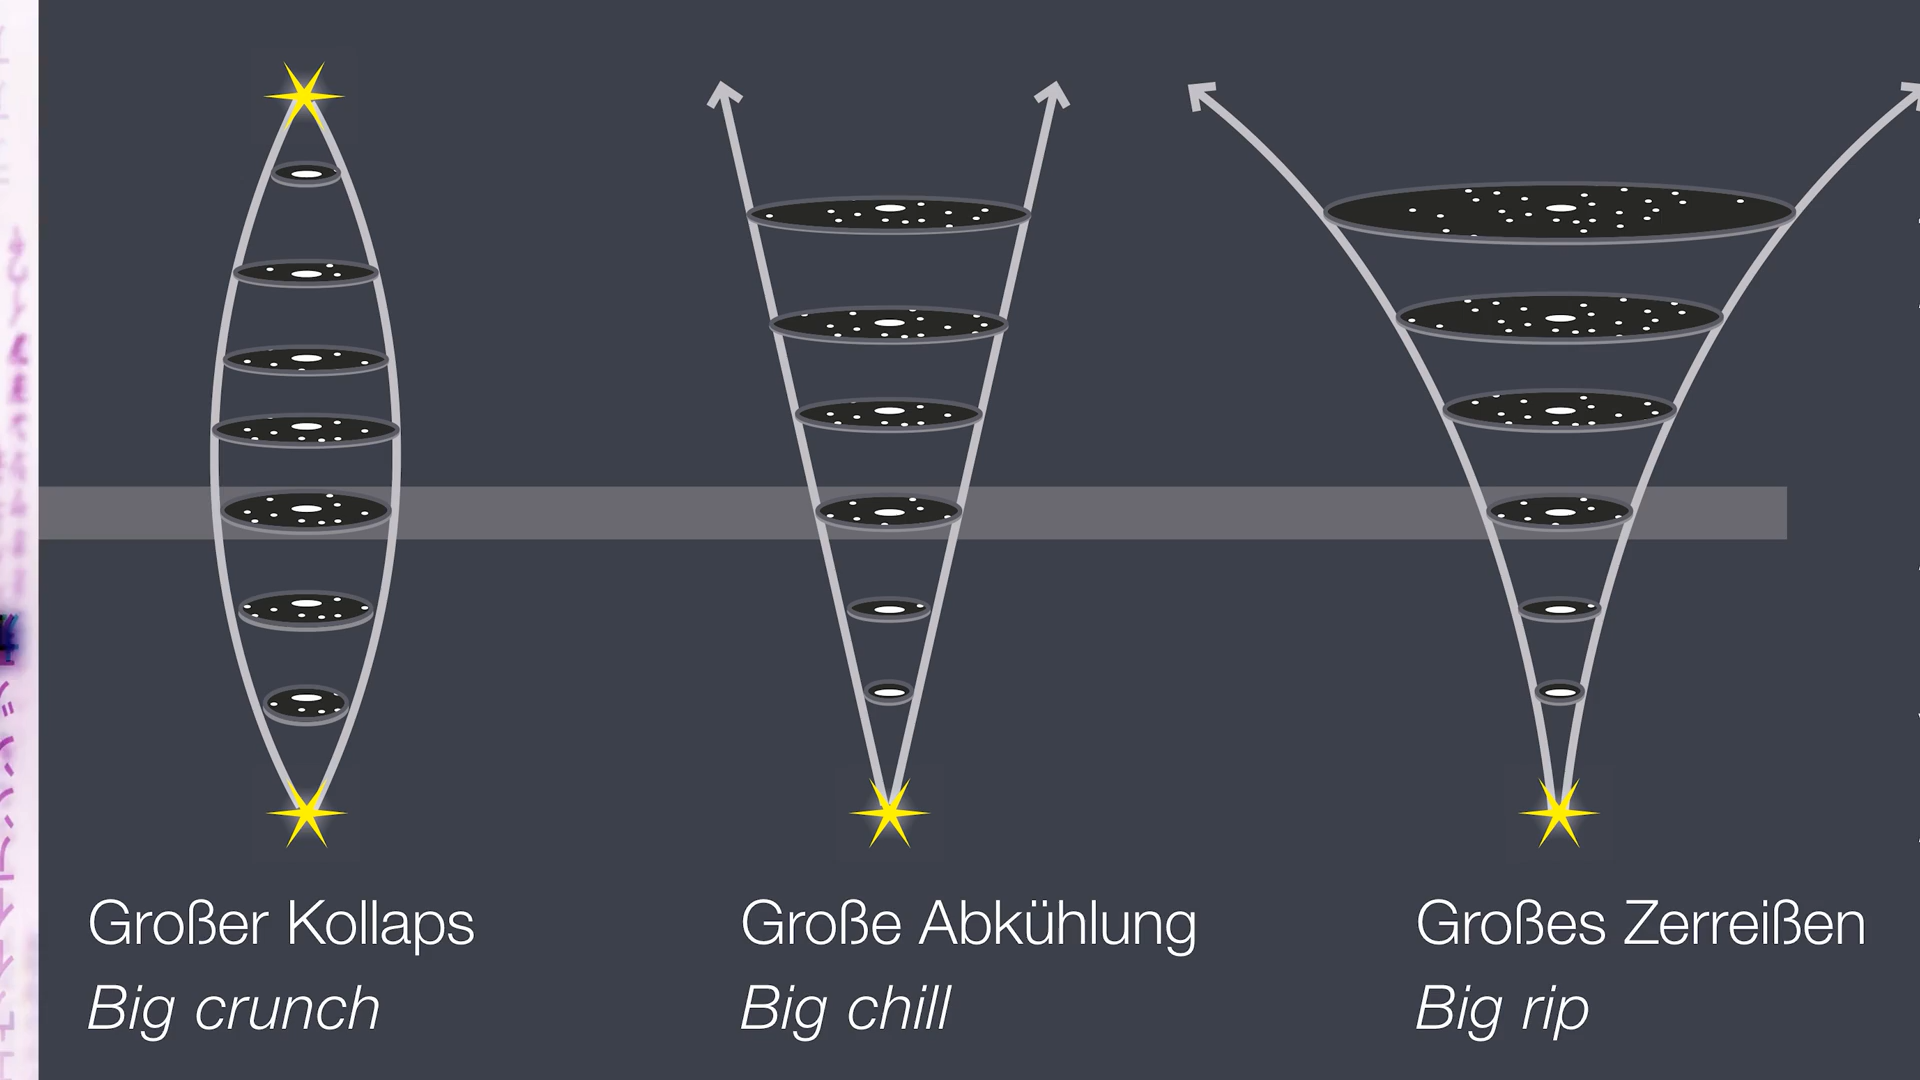 Großer Kollaps
Big crunch
Große Abkühlung
Big chill
Großes Zerreißen
Big rip